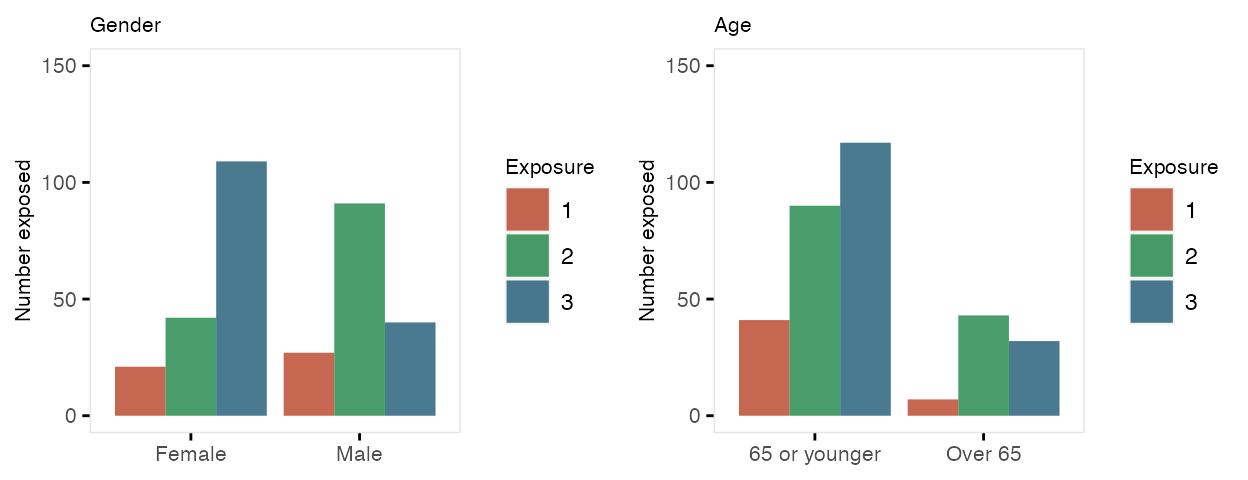 Gender
150
100
50
0
Number exposed
Female Male
Exposure
1
2
3
Age
150
100
50
0
Number exposed
65 or younger Over 65
Exposure
1
2
3